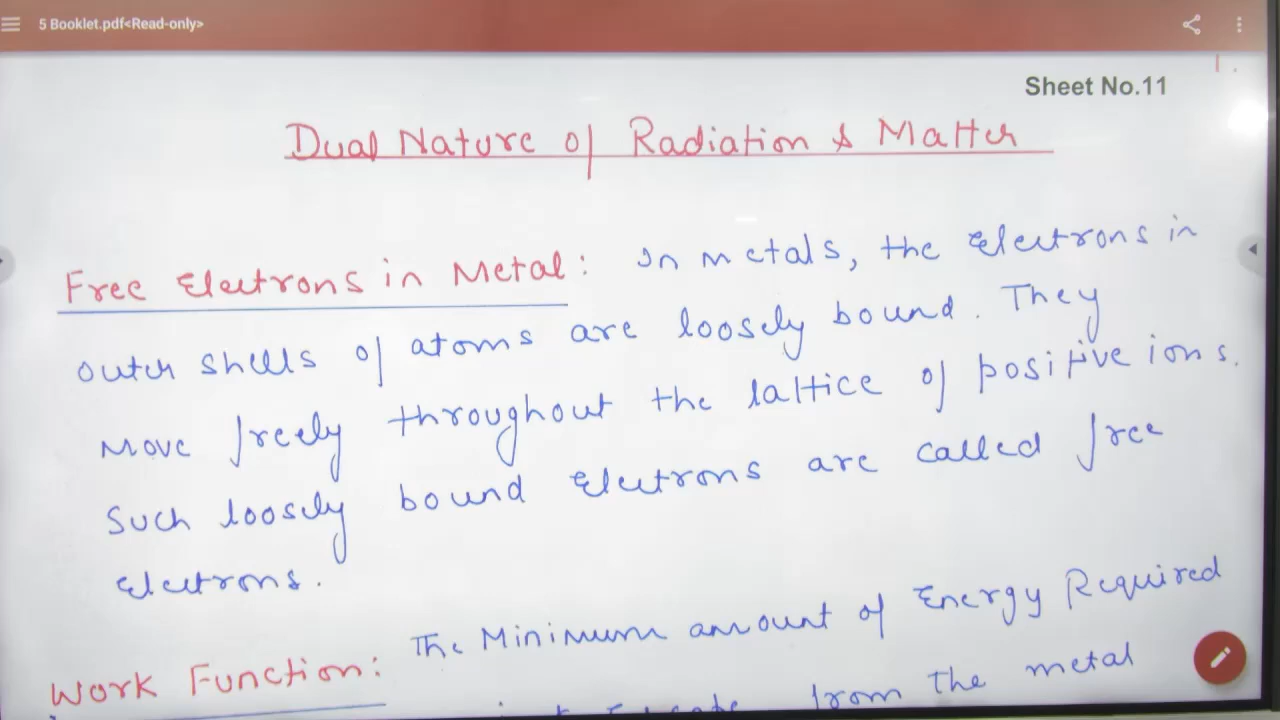 5 Booklet.pdf<Read-only>
1.
Sheet No.11
Dual Nature of Radiation & Matter
Free Electrons in Metal: In metals, the electrons in
outer shells of atoms are loosely bound. They
move freely throughout the lattice of positive ions.
Such loosely bound electrons are called free
electrons.
Work Function: The Minimum amount of Energy Required
from the metal